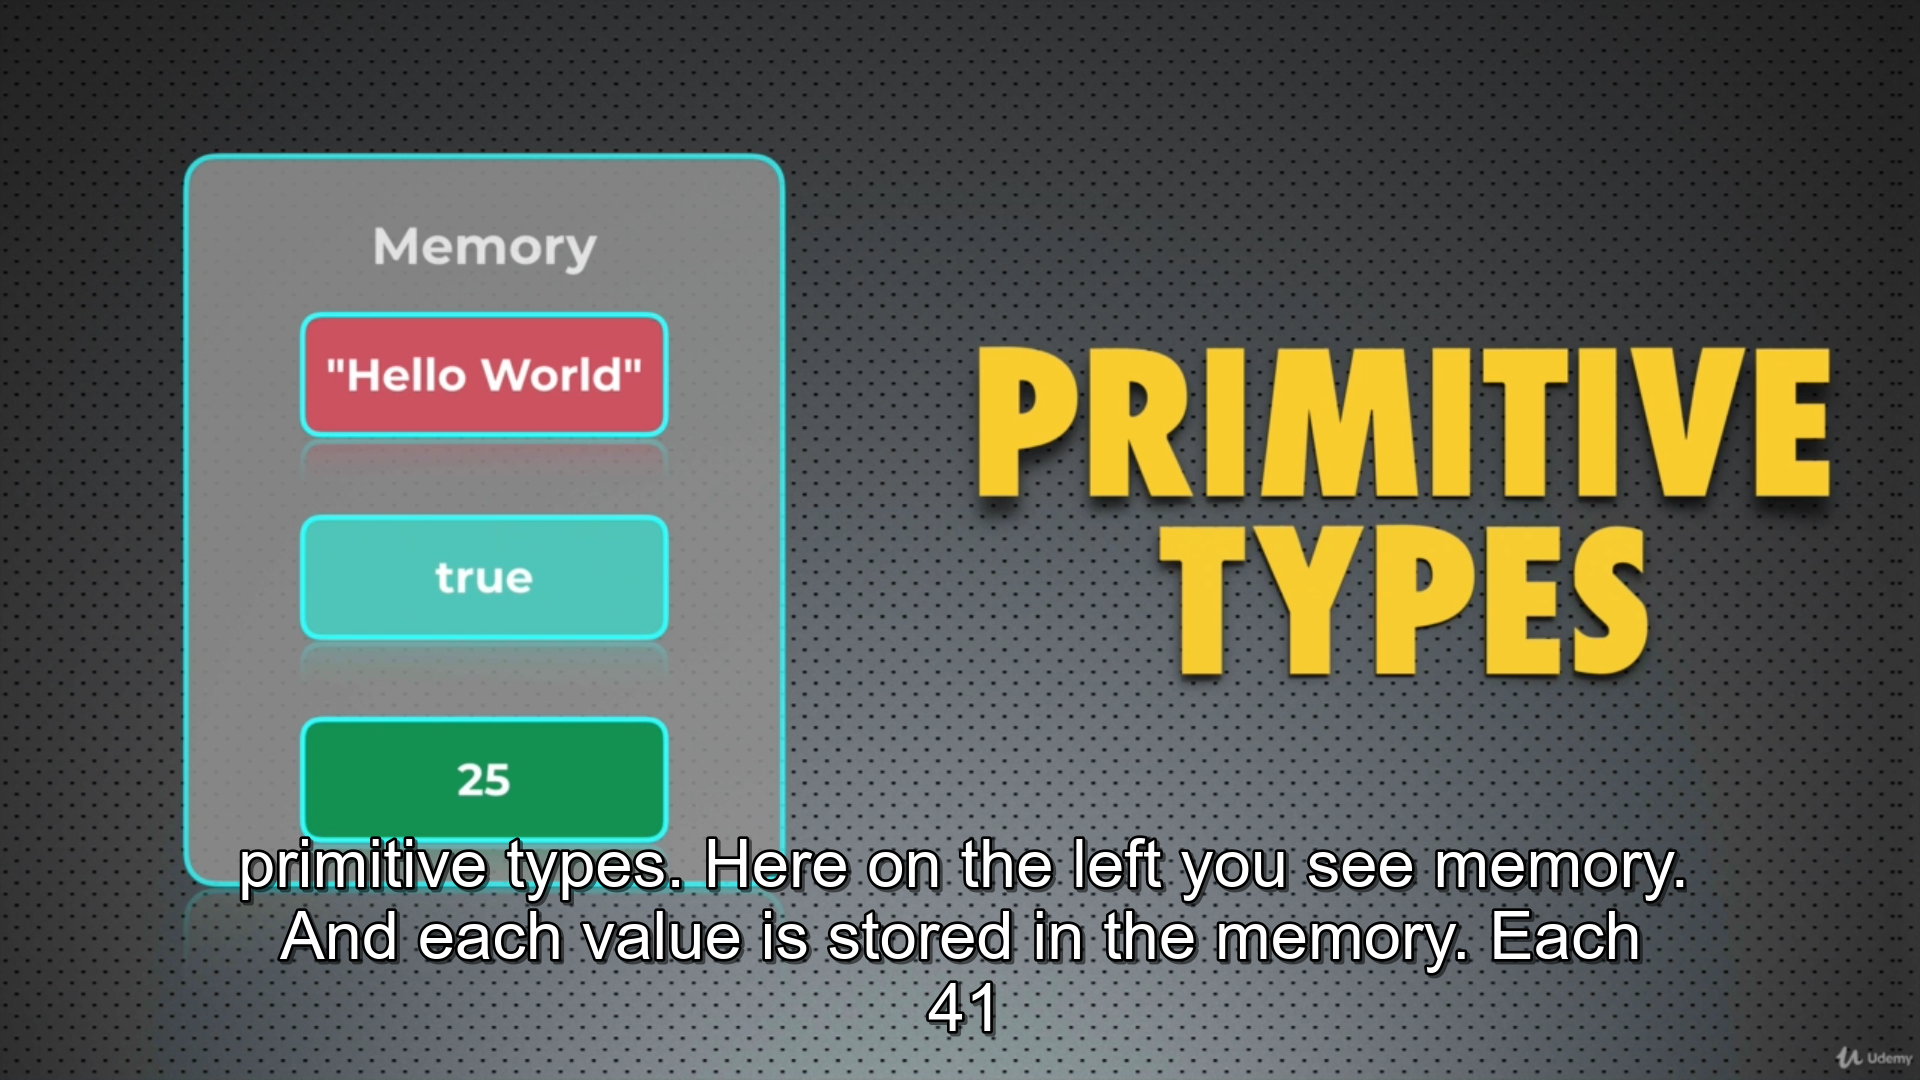 Memory
"Hello World"
true
25
PRIMITIVE
TYPES
primitive types. Here on the left you see memory.
And each value is stored in the memory. Each
41
Udemy